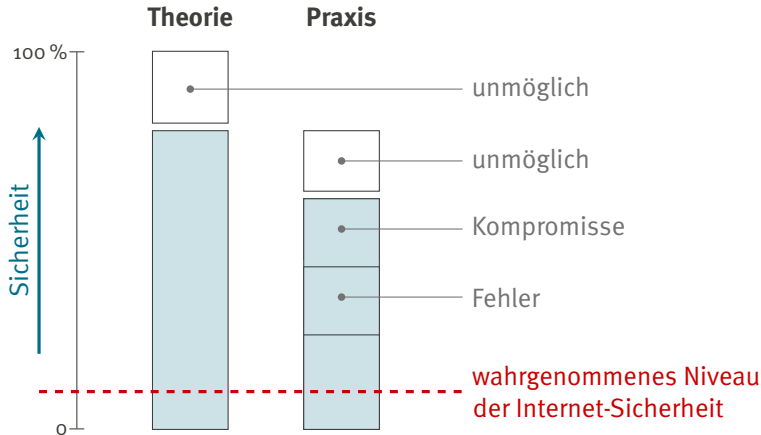 Theorie Praxis
100 %
unmöglich
unmöglich
Kompromisse
Sicherheit
Fehler
wahrgenommenes Niveau
der Internet-Sicherheit
0